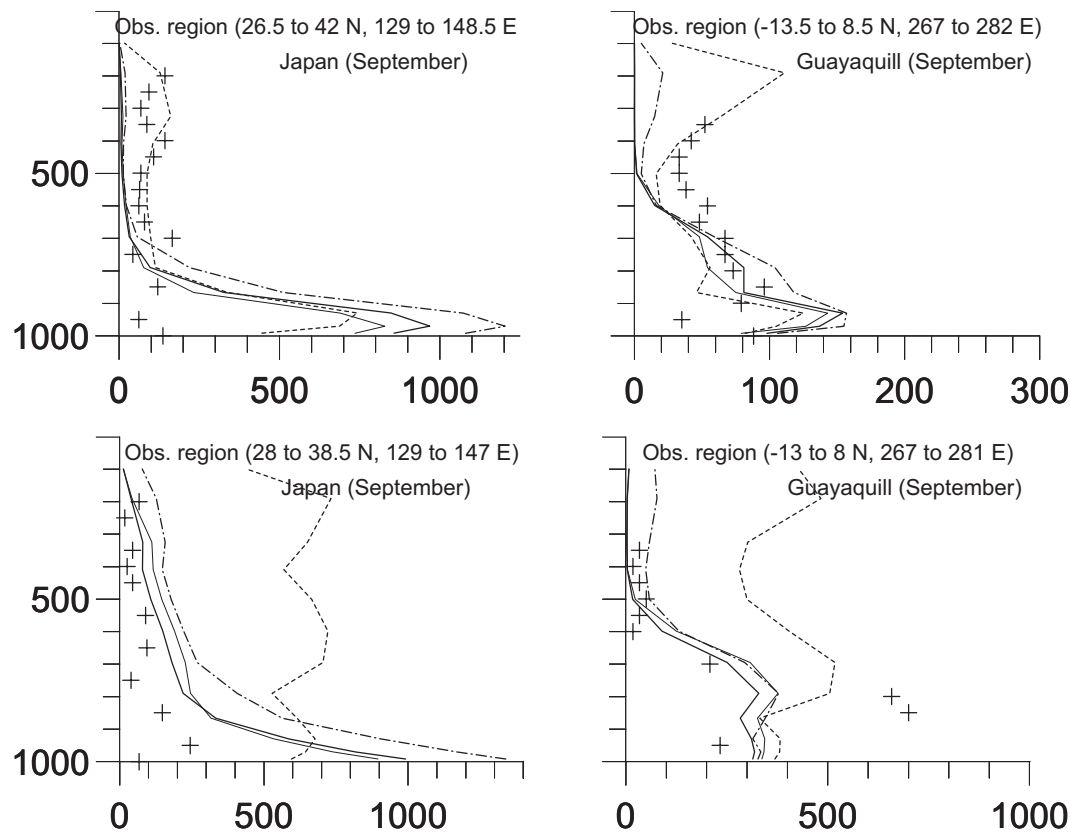 Obs. region (26.5 to 42 N, 129 to 148.5 E
Japan (September)
500
1000
0 500 1000
Obs. region (-13.5 to 8.5 N, 267 to 282 E)
Guayaquill (September)
0 100 200 300
Obs. region (28 to 38.5 N, 129 to 147 E)
Japan (September)
500
1000
0 500 1000
Obs. region (-13 to 8 N, 267 to 281 E)
Guayaquill (September)
0 500 1000